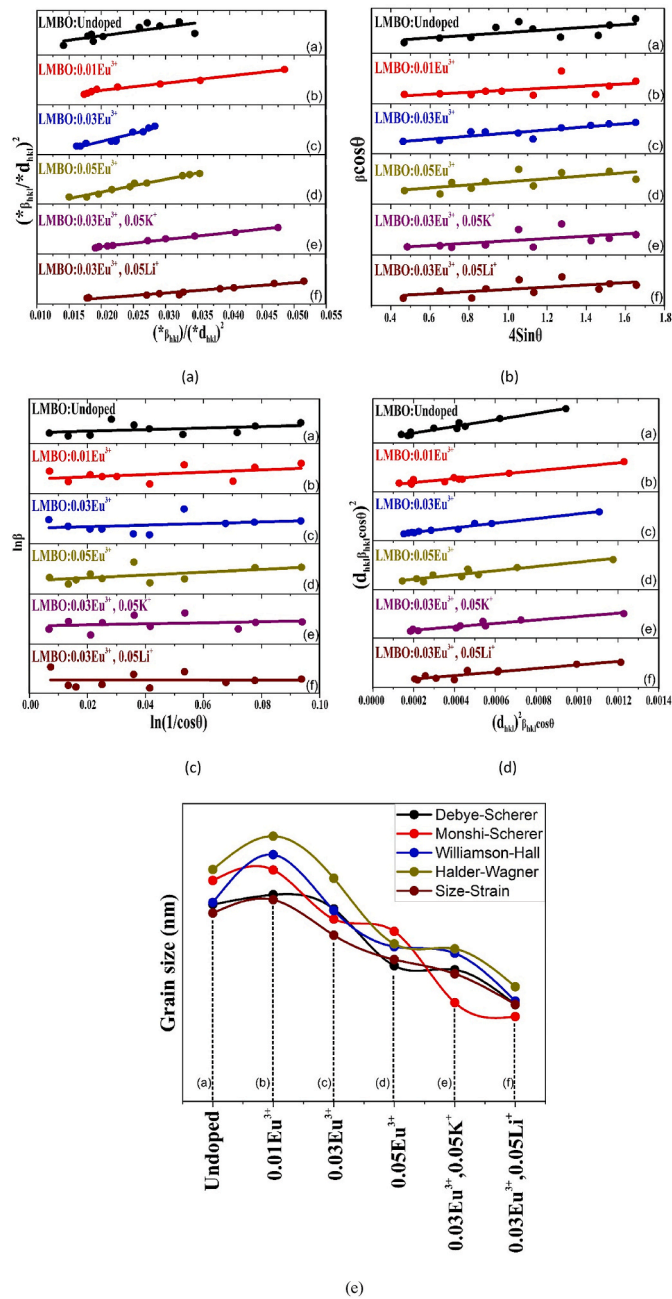 LMBO:Undoped
(a)
LMBO:0.01Eu³⁺
(b)
LMBO:0.03Eu³⁺
(c)
LMBO:0.05Eu³⁺
(d)
LMBO:0.03Eu³⁺, 0.05K⁺
(e)
LMBO:0.03Eu³⁺, 0.05Li⁺
(f)
(*β_hkl/*d_hkl)²
0.010 0.015 0.020 0.025 0.030 0.035 0.040 0.045 0.050 0.055
(*β_hkl)/(*d_hkl)²
(a)
LMBO:Undoped
(a)
LMBO:0.01Eu³⁺
(b)
LMBO:0.03Eu³⁺
(c)
LMBO:0.05Eu³⁺
(d)
LMBO:0.03Eu³⁺, 0.05K⁺
(e)
LMBO:0.03Eu³⁺, 0.05Li⁺
(f)
βcosθ
0.4 0.6 0.8 1.0 1.2 1.4 1.6 1.8
4Sinθ
(b)
LMBO:Undoped
(a)
LMBO:0.01Eu³⁺
(b)
LMBO:0.03Eu³⁺
(c)
LMBO:0.05Eu³⁺
(d)
LMBO:0.03Eu³⁺, 0.05K⁺
(e)
LMBO:0.03Eu³⁺, 0.05Li⁺
(f)
lnβ
0.00 0.02 0.04 0.06 0.08 0.10
ln(1/cosθ)
(c)
LMBO:Undoped
(a)
LMBO:0.01Eu³⁺
(b)
LMBO:0.03Eu³⁺
(c)
LMBO:0.05Eu³⁺
(d)
LMBO:0.03Eu³⁺, 0.05K⁺
(e)
LMBO:0.03Eu³⁺, 0.05Li⁺
(f)
(d_hklβ_hklcosθ)²
0.0000 0.0002 0.0004 0.0006 0.0008 0.0010 0.0012 0.0014
(d_hkl)²β_hklcosθ
(d)
Debye-Scherer
Monshi-Scherer
Williamson-Hall
Halder-Wagner
Size-Strain
Grain size (nm)
(a) (b) (c) (d) (e) (f)
Undoped
0.01Eu³⁺
0.03Eu³⁺
0.05Eu³⁺
0.03Eu³⁺,0.05K⁺
0.03Eu³⁺,0.05Li⁺
(e)